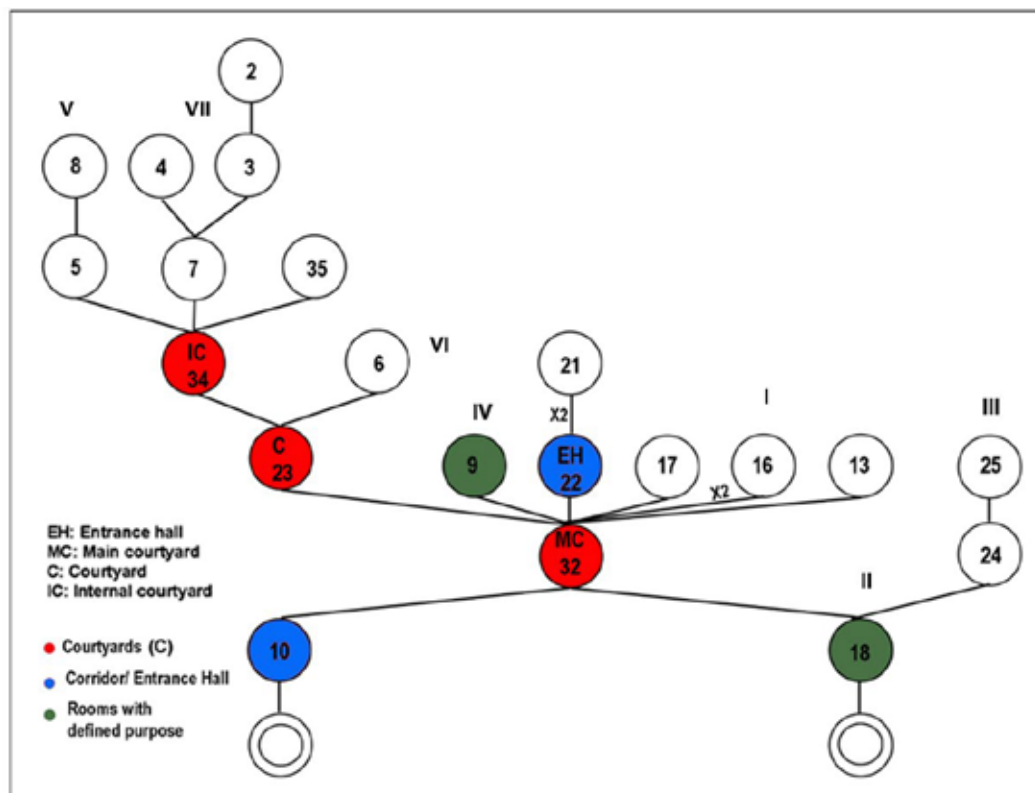 2
V
VII
8
4
3
5
7
35
IC
34
6
VI
21
X2
IV
I
III
C
23
9
EH
22
17
16
13
25
X2
EH: Entrance hall
MC: Main courtyard
C: Courtyard
IC: Internal courtyard
MC
32
II
24
Courtyards (C)
Corridor/ Entrance Hall
Rooms with
defined purpose
10
18